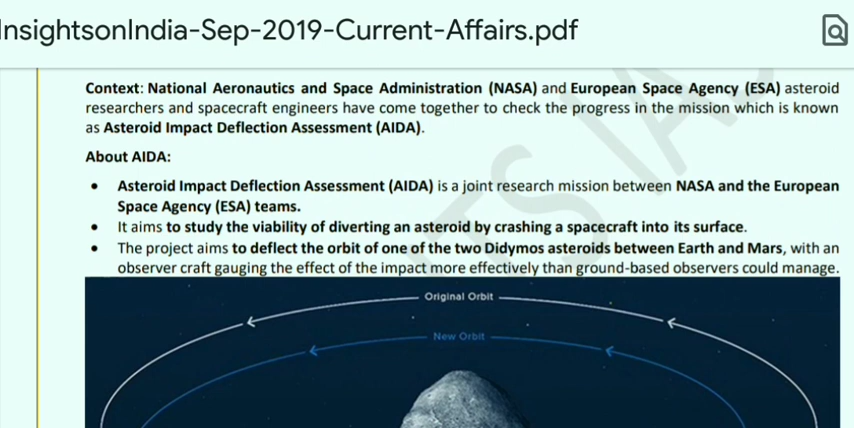 InsightsonIndia-Sep-2019-Current-Affairs.pdf
Context: National Aeronautics and Space Administration (NASA) and European Space Agency (ESA) asteroid
researchers and spacecraft engineers have come together to check the progress in the mission which is known
as Asteroid Impact Deflection Assessment (AIDA).
About AIDA:
• Asteroid Impact Deflection Assessment (AIDA) is a joint research mission between NASA and the European
Space Agency (ESA) teams.
• It aims to study the viability of diverting an asteroid by crashing a spacecraft into its surface.
• The project aims to deflect the orbit of one of the two Didymos asteroids between Earth and Mars, with an
observer craft gauging the effect of the impact more effectively than ground-based observers could manage.
Original Orbit
New Orbit